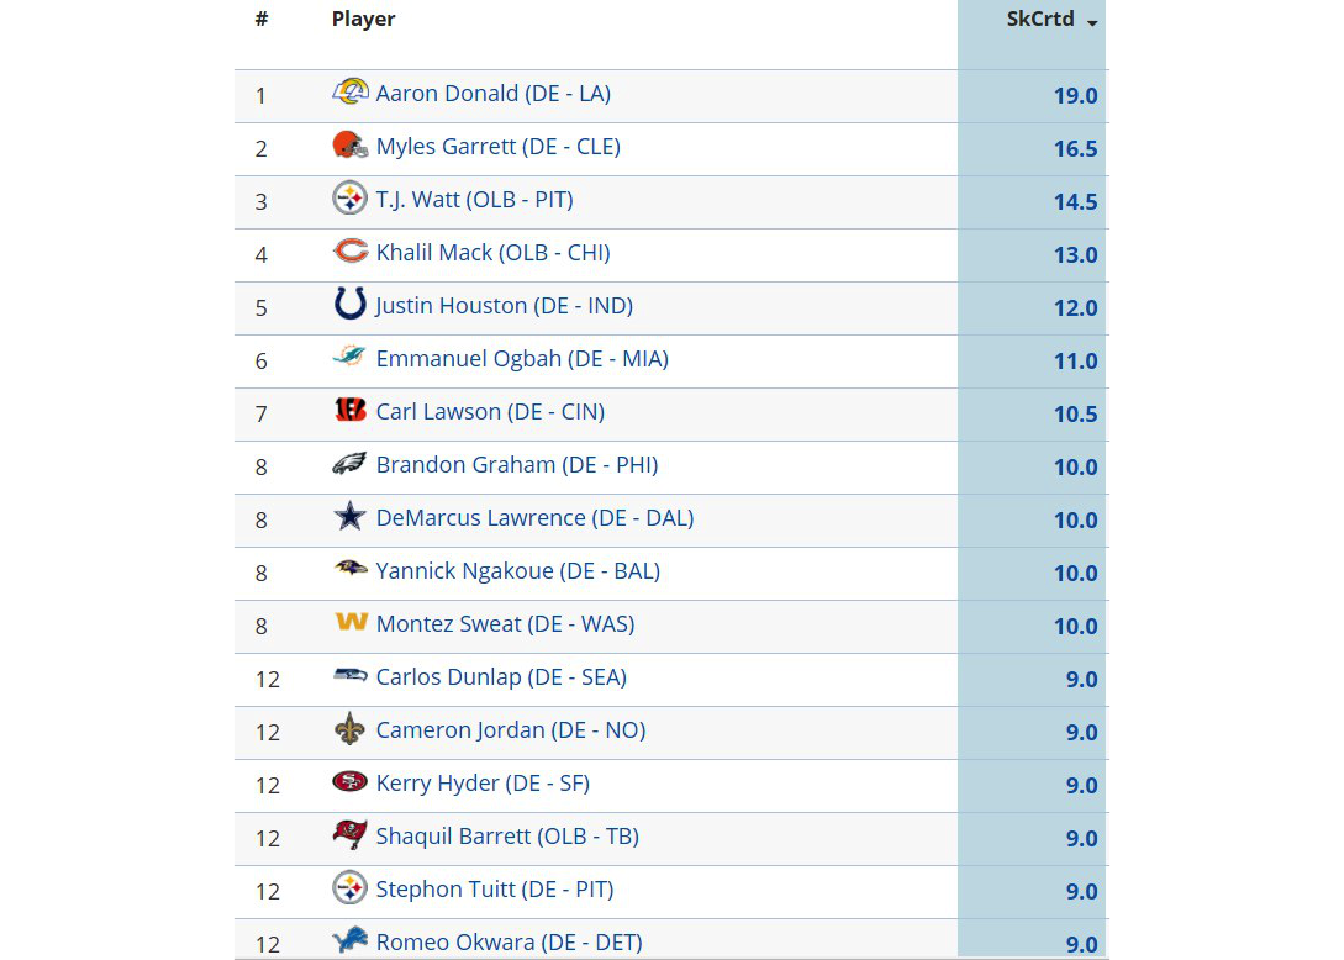 # Player SkCrtd
1 Aaron Donald (DE - LA) 19.0
2 Myles Garrett (DE - CLE) 16.5
3 T.J. Watt (OLB - PIT) 14.5
4 Khalil Mack (OLB - CHI) 13.0
5 Justin Houston (DE - IND) 12.0
6 Emmanuel Ogbah (DE - MIA) 11.0
7 Carl Lawson (DE - CIN) 10.5
8 Brandon Graham (DE - PHI) 10.0
8 DeMarcus Lawrence (DE - DAL) 10.0
8 Yannick Ngakoue (DE - BAL) 10.0
8 Montez Sweat (DE - WAS) 10.0
12 Carlos Dunlap (DE - SEA) 9.0
12 Cameron Jordan (DE - NO) 9.0
12 Kerry Hyder (DE - SF) 9.0
12 Shaquil Barrett (OLB - TB) 9.0
12 Stephon Tuitt (DE - PIT) 9.0
12 Romeo Okwara (DE - DET) 9.0